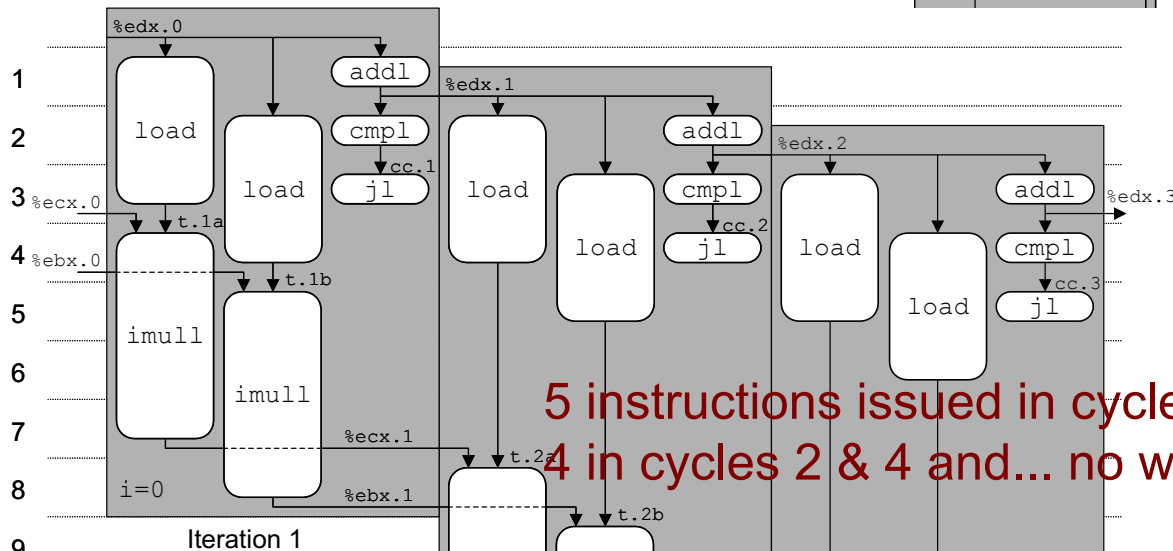 %edx.0
1
load
addl
%edx.1
2
load
cmpl
cc.1
load
addl
%edx.2
3
%ecx.0
jl
t.1a
load
cmpl
cc.2
load
addl
%edx.3
4
%ebx.0
imull
t.1b
jl
load
cmpl
cc.3
5
imull
jl
6
5 instructions issued in
7
%ecx.1
t.2a
4 in cycles 2 & 4 and... no
8
i=0
%ebx.1
t.2b
Iteration 1
9